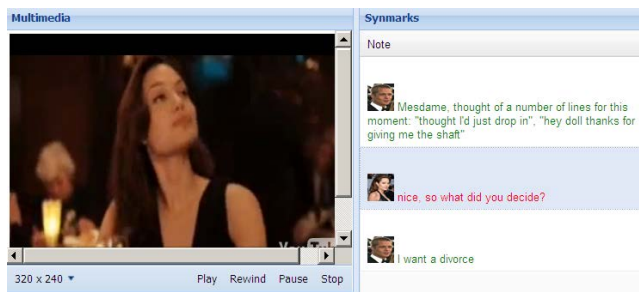 Multimedia
320 x 240
Play Rewind Pause Stop
Synmarks
Note
Mesdame, thought of a number of lines for this
moment: "thought I'd just drop in", "hey doll thanks for
giving me the shaft"
nice, so what did you decide?
I want a divorce